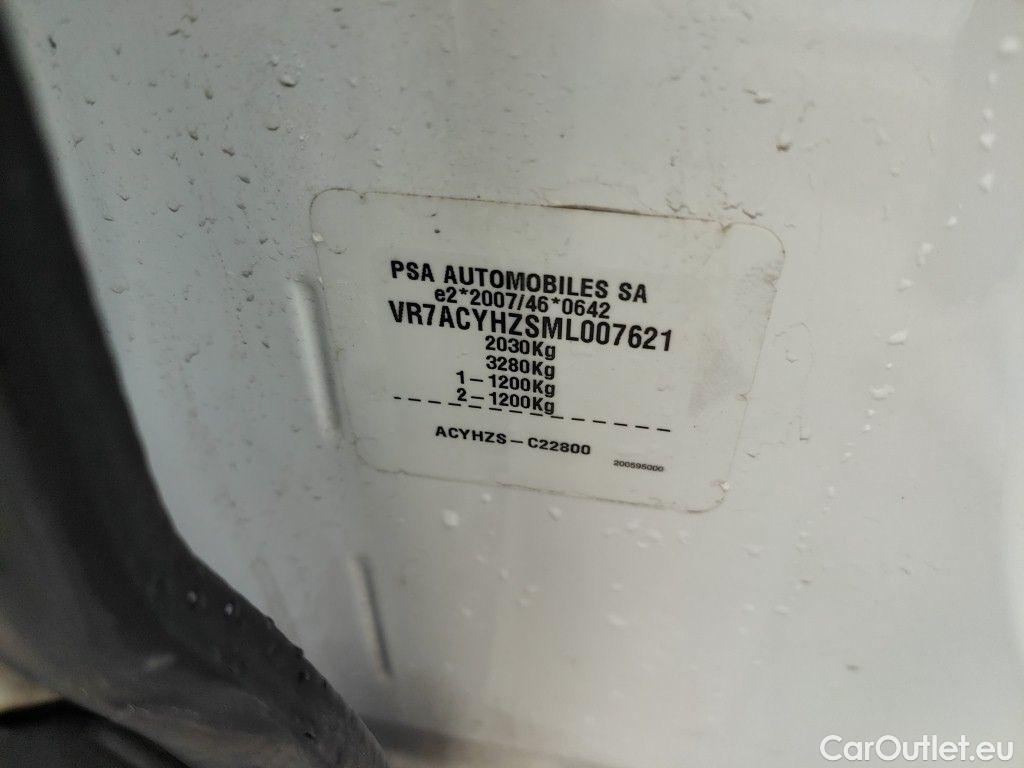 PSA AUTOMOBILES SA
e2*2007/46*0642
VR7ACYHZSML007621
2030Kg
3280Kg
1-1200Kg
2-1200Kg
ACYHZS-C22800
200595000
CarOutlet.eu